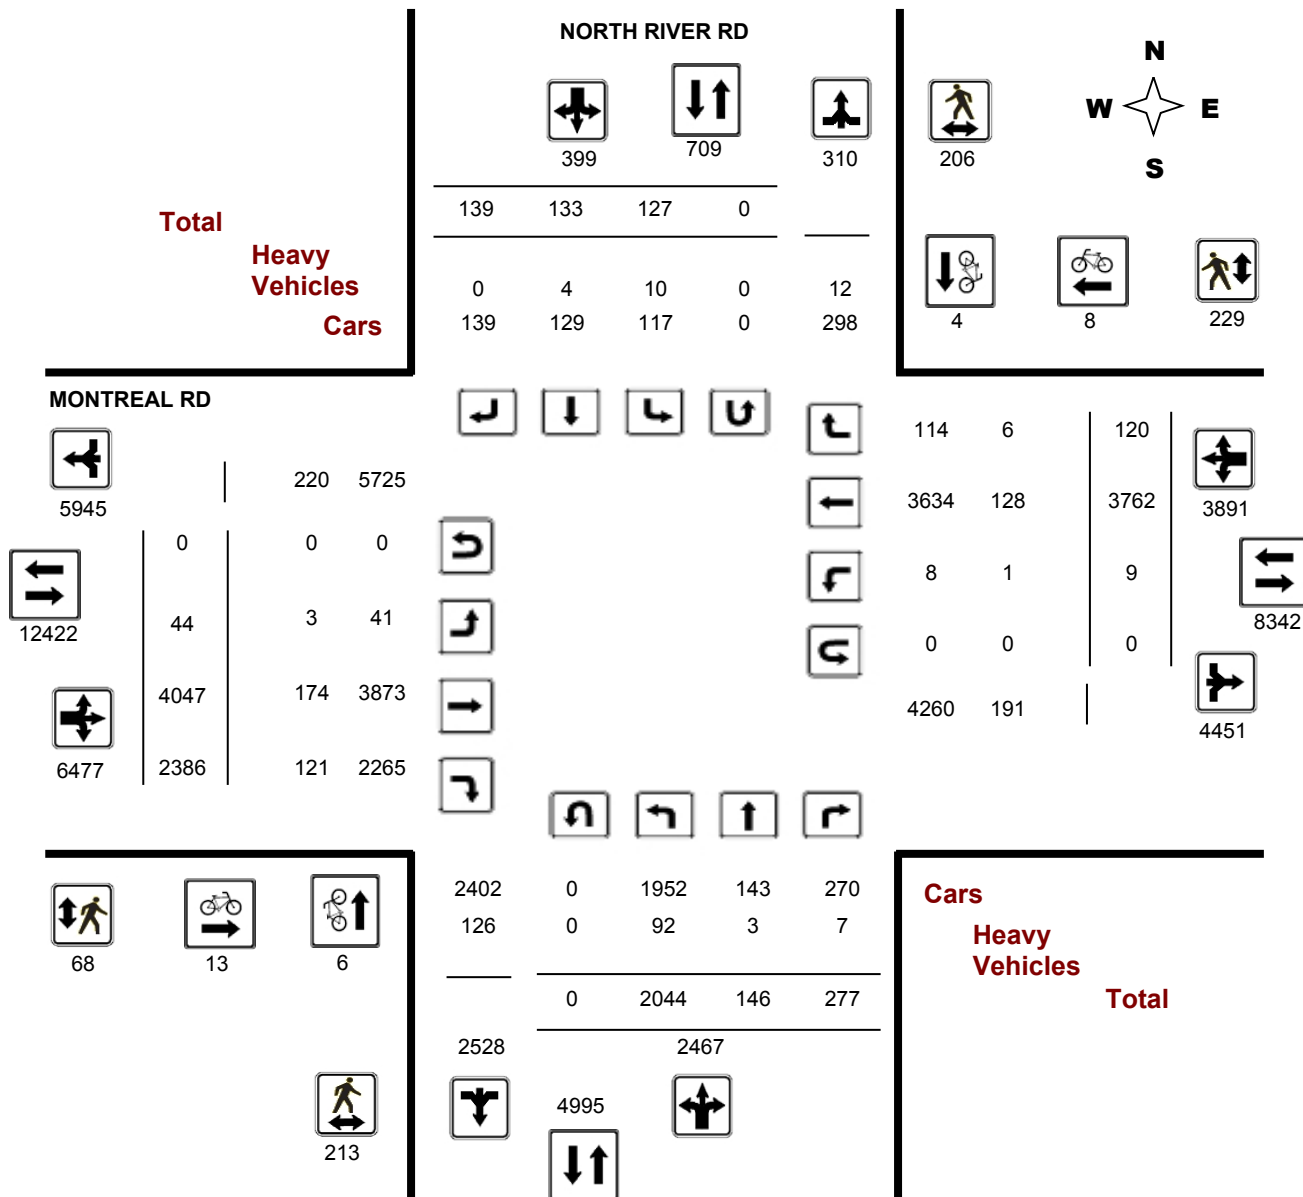 NORTH RIVER RD
N
W E
S
399 709 310 206
139 133 127 0
Total
Heavy
Vehicles
0 4 10 0 12
Cars
139 129 117 0 298
4 8 229
MONTREAL RD
114 6 120
220 5725
5945
3634 128 3762 3891
0 0 0
8 1 9
44 3 41
12422
8342
0 0 0
4047 174 3873
4260 191
4451
6477 2386 121 2265
2402 0 1952 143 270
Cars
126 0 92 3 7
Heavy
Vehicles
68 13 6
0 2044 146 277
Total
2528 2467
4995
213